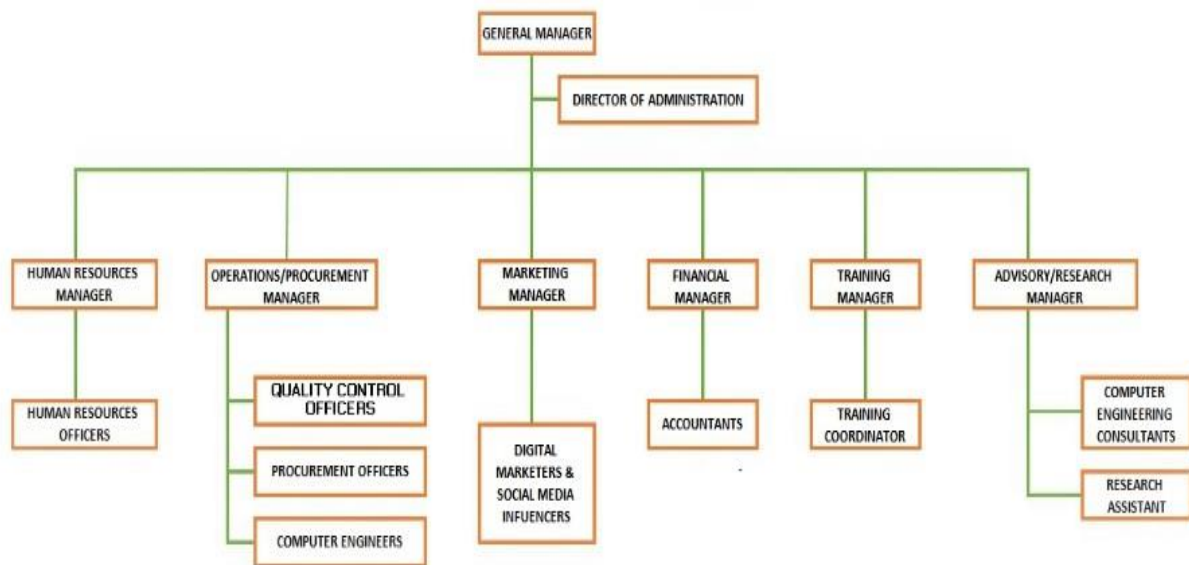 GENERAL MANAGER
DIRECTOR OF ADMINISTRATION
HUMAN RESOURCES
MANAGER
OPERATIONS/PROCUREMENT
MANAGER
MARKETING
MANAGER
FINANCIAL
MANAGER
TRAINING
MANAGER
ADVISORY/RESEARCH
MANAGER
HUMAN RESOURCES
OFFICERS
QUALITY CONTROL
OFFICERS
PROCUREMENT OFFICERS
COMPUTER ENGINEERS
DIGITAL
MARKETERS &
SOCIAL MEDIA
INFUENCERS
ACCOUNTANTS
TRAINING
COORDINATOR
COMPUTER
ENGINEERING
CONSULTANTS
RESEARCH
ASSISTANT